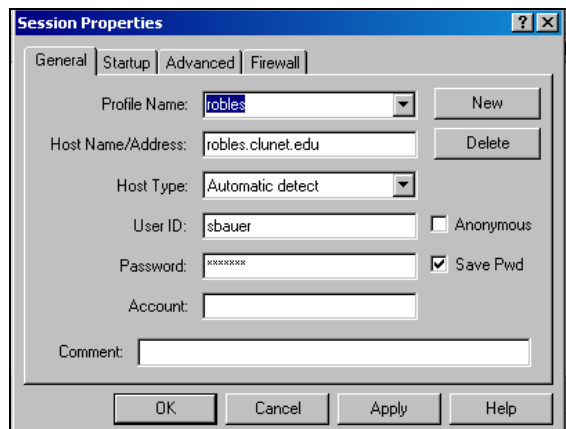 Session Properties
General Startup Advanced Firewall
Profile Name: robles New
Host Name/Address: robles.clunet.edu Delete
Host Type: Automatic detect
User ID: sbauer Anonymous
Password: ******* Save Pwd
Account:
Comment:
OK Cancel Apply Help